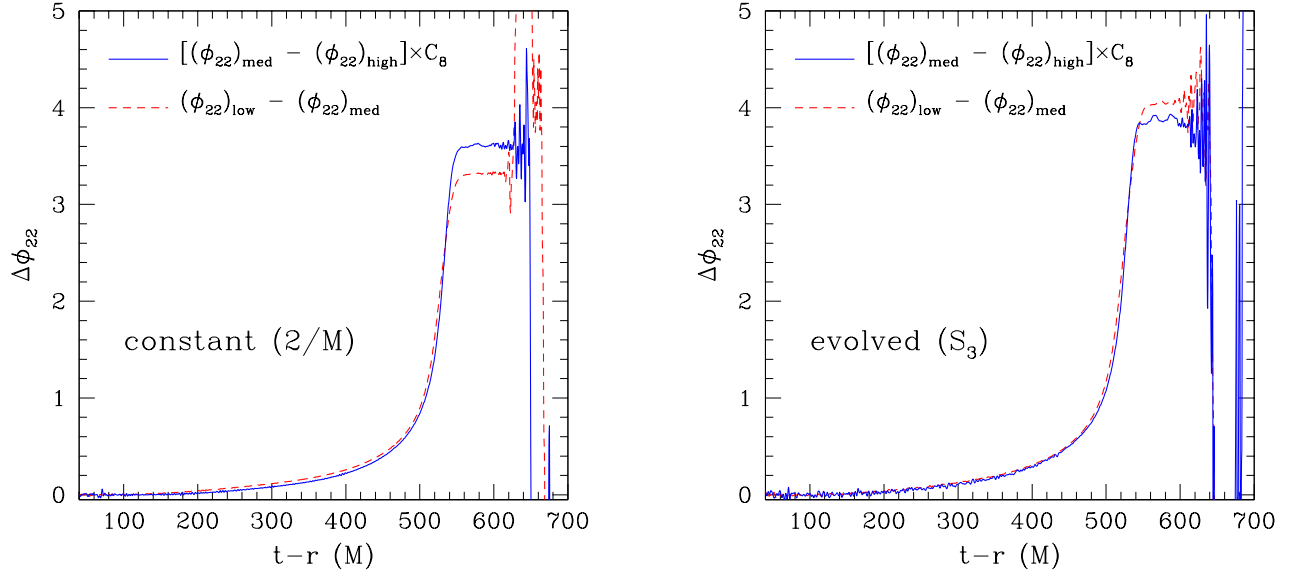 5
4
3
2
1
0
Δϕ₂₂
[(ϕ₂₂)med − (ϕ₂₂)high]×C₈
(ϕ₂₂)low − (ϕ₂₂)med
constant (2/M)
100 200 300 400 500 600 700
t−r (M)
5
4
3
2
1
0
Δϕ₂₂
[(ϕ₂₂)med − (ϕ₂₂)high]×C₈
(ϕ₂₂)low − (ϕ₂₂)med
evolved (S₃)
100 200 300 400 500 600 700
t−r (M)